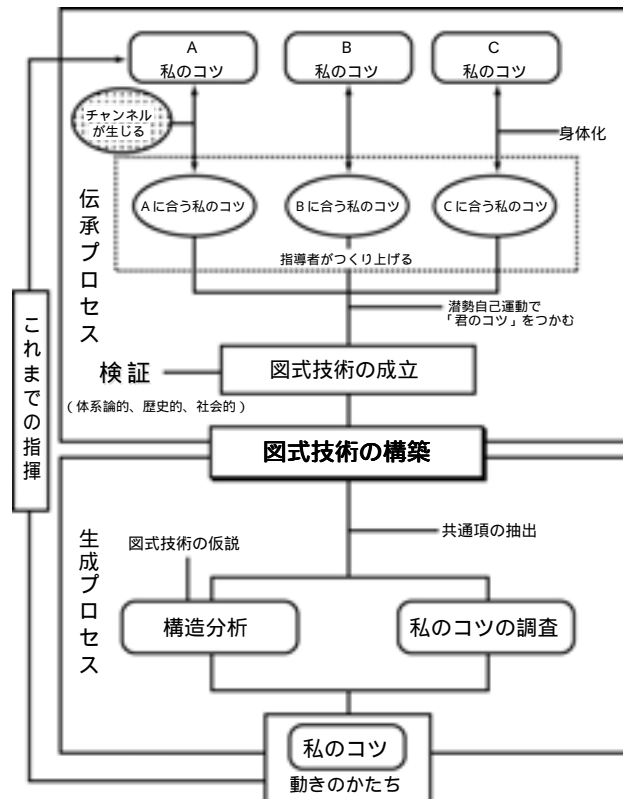 A
私のコツ
B
私のコツ
C
私のコツ
チャンネル
が生じる
身体化
伝承プロセス
Aに合う私のコツ
Bに合う私のコツ
Cに合う私のコツ
指導者がつくり上げる
潜勢自己運動で
「君のコツ」をつかむ
これまでの指揮
検証
図式技術の成立
(体系論的、歴史的、社会的)
図式技術の構築
生成プロセス
共通項の抽出
図式技術の仮説
構造分析
私のコツの調査
私のコツ
動きのかたち